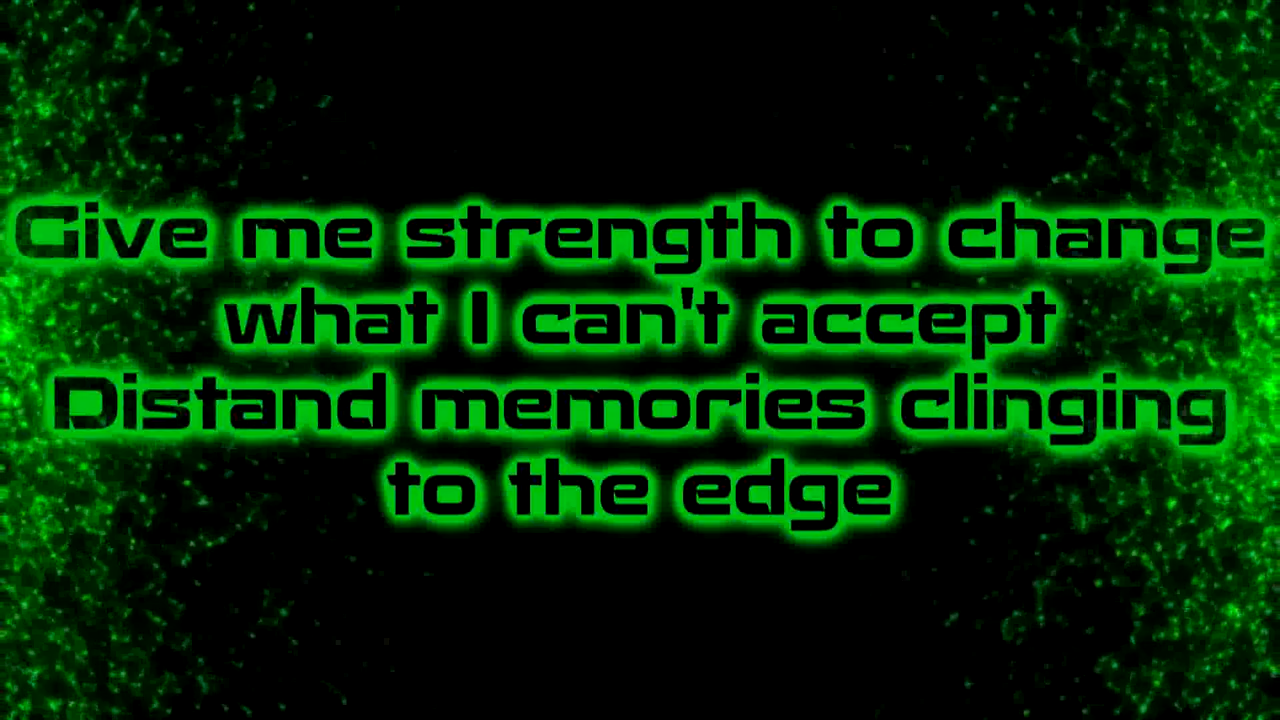 Give me strength to change
what I can't accept
Distand memories clinging
to the edge